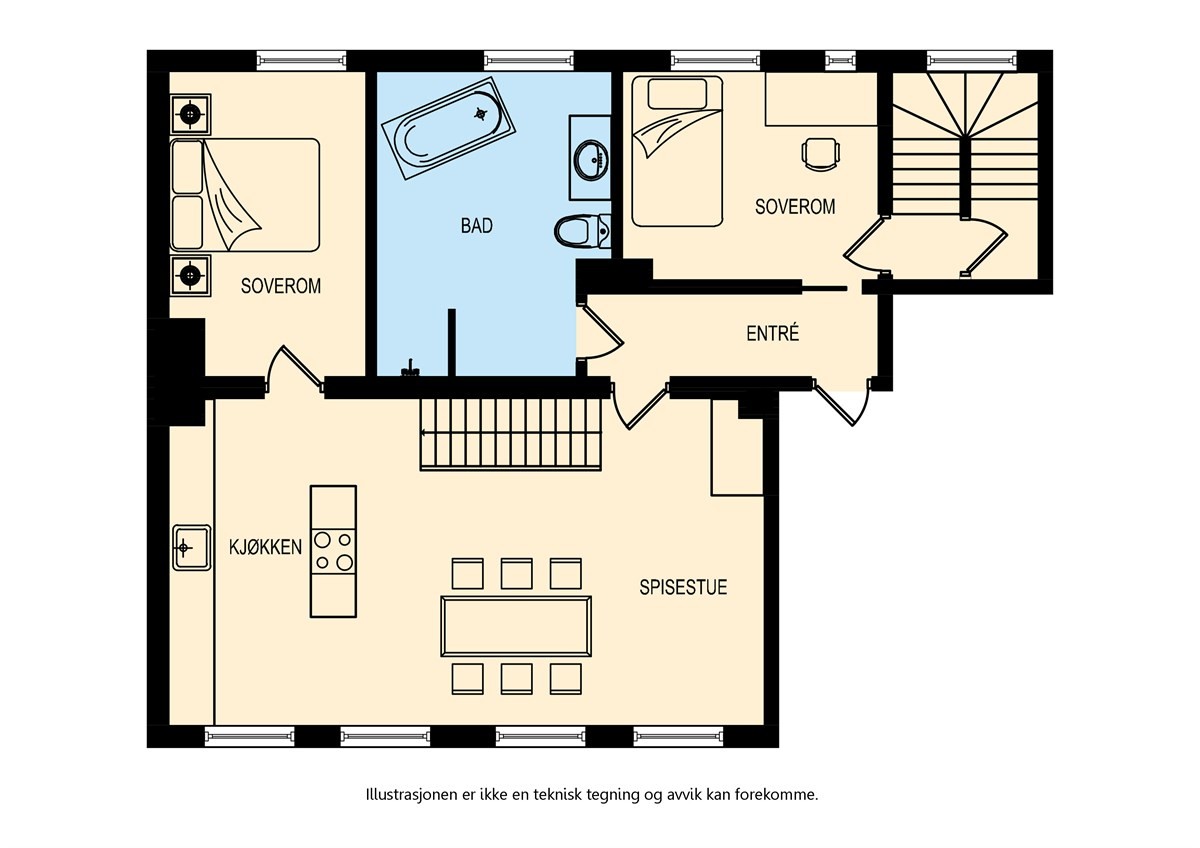 BAD
SOVEROM
SOVEROM
ENTRÉ
KJØKKEN
SPISESTUE
Illustrasjonen er ikke en teknisk tegning og avvik kan forekomme.